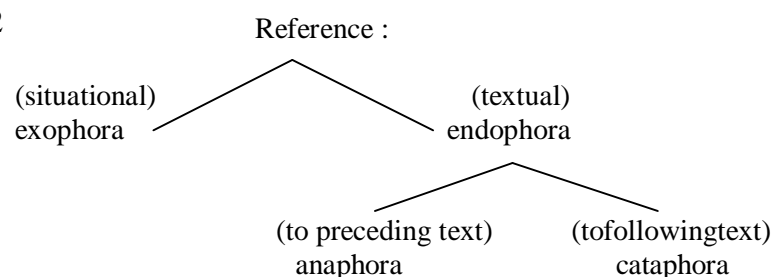 2
Reference :
(situational) (textual)
exophora endophora
(to preceding text) (tofollowingtext)
anaphora cataphora